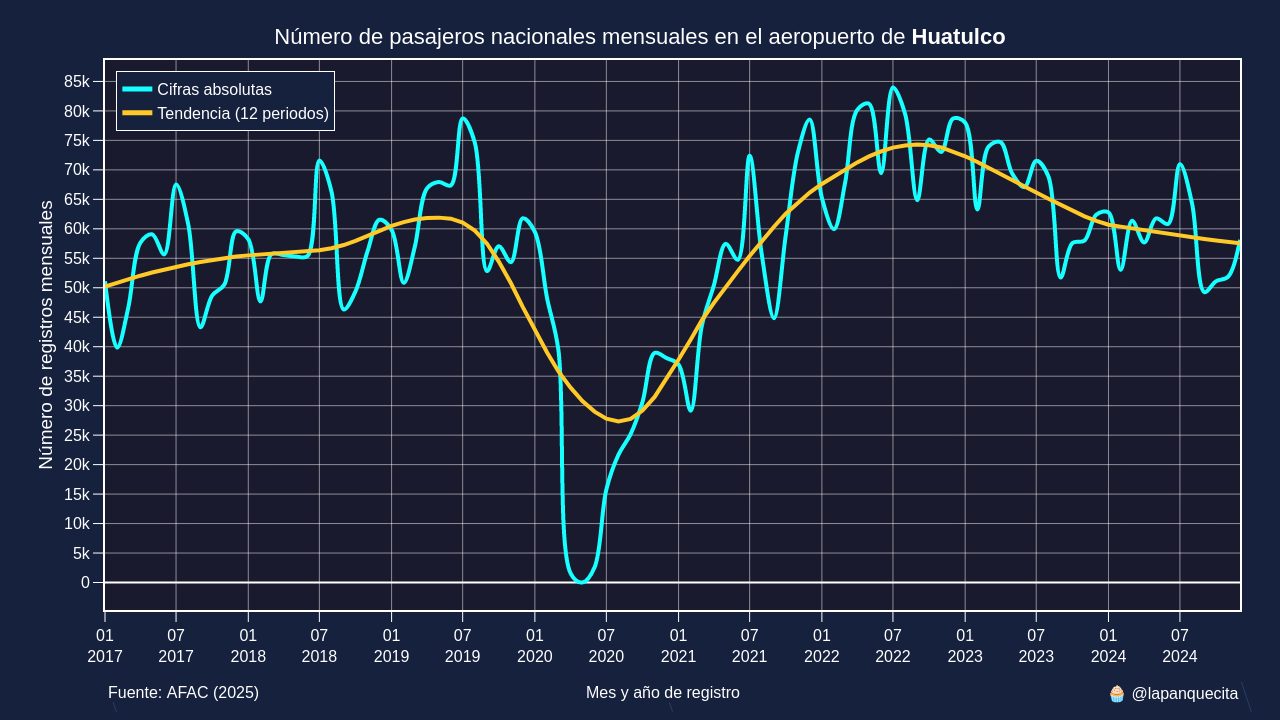 Número de pasajeros nacionales mensuales en el aeropuerto de Huatulco
Cifras absolutas
Tendencia (12 periodos)
Número de registros mensuales
85k
80k
75k
70k
65k
60k
55k
50k
45k
40k
35k
30k
25k
20k
15k
10k
5k
0
01 07 01 07 01 07 01 07 01 07 01 07 01 07 01 07
2017 2017 2018 2018 2019 2019 2020 2020 2021 2021 2022 2022 2023 2023 2024 2024
Fuente: AFAC (2025) Mes y año de registro 🧁 @lapanquecita